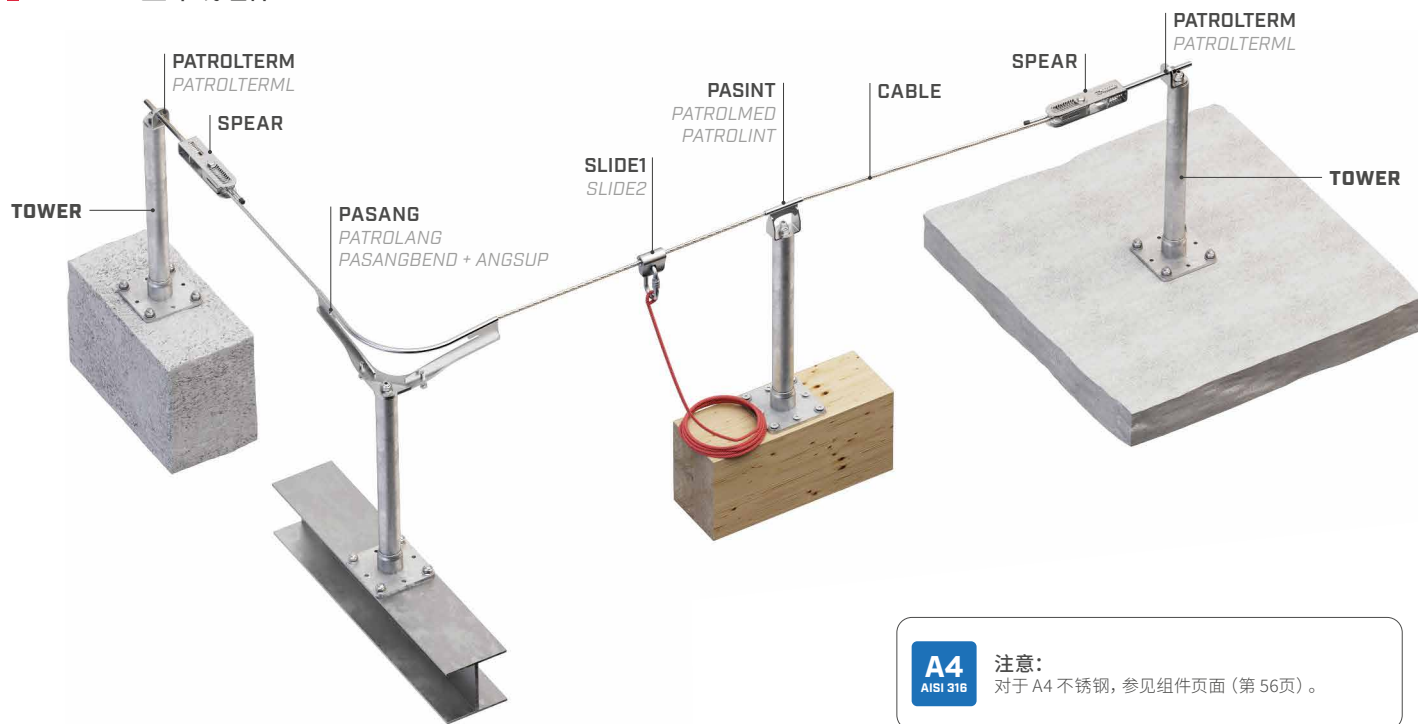 PATROLTERM
PATROLTERML
SPEAR
TOWER
PASANG
PATROLANG
PASANGBEND + ANGSUP
SLIDE1
SLIDE2
PASINT
PATROLMED
PATROLINT
CABLE
SPEAR
PATROLTERM
PATROLTERML
TOWER
A4
AISI 316
注意：
对于 A4 不锈钢，参见组件页面（第 56页）。